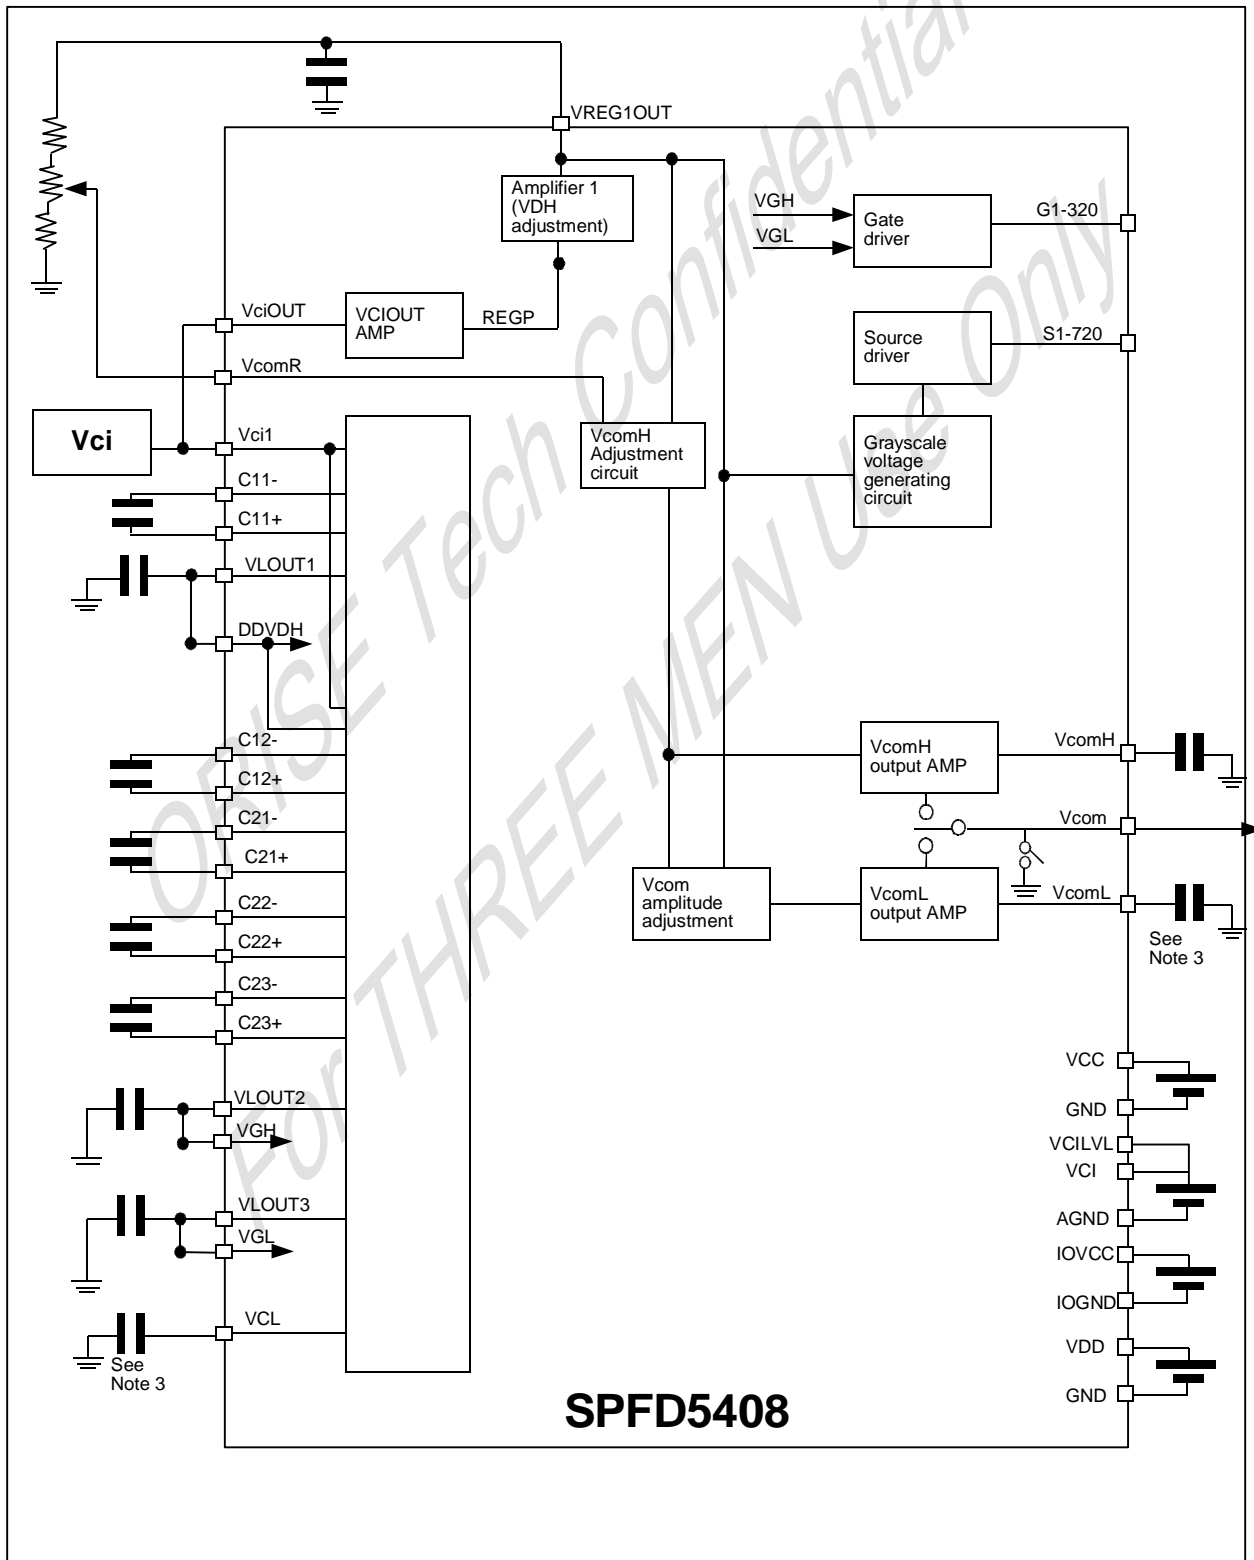 VREG1OUT
Amplifier 1
(VDH
adjustment)
VGH
VGL
Gate
driver
G1-320
VciOUT
VCIOUT
AMP
REGP
Source
driver
S1-720
VcomR
Vci
Vci1
VcomH
Adjustment
circuit
Grayscale
voltage
generating
circuit
C11-
C11+
VLOUT1
DDVDH
C12-
C12+
C21-
C21+
C22-
C22+
C23-
C23+
VcomH
output AMP
VcomH
Vcom
Vcom
amplitude
adjustment
VcomL
output AMP
VcomL
See
Note 3
VLOUT2
VGH
VLOUT3
VGL
VCL
See
Note 3
VCC
GND
VCILVL
VCI
AGND
IOVCC
IOGND
VDD
GND
SPFD5408
ORISE Tech Confidential
For THREE MEN Use Only